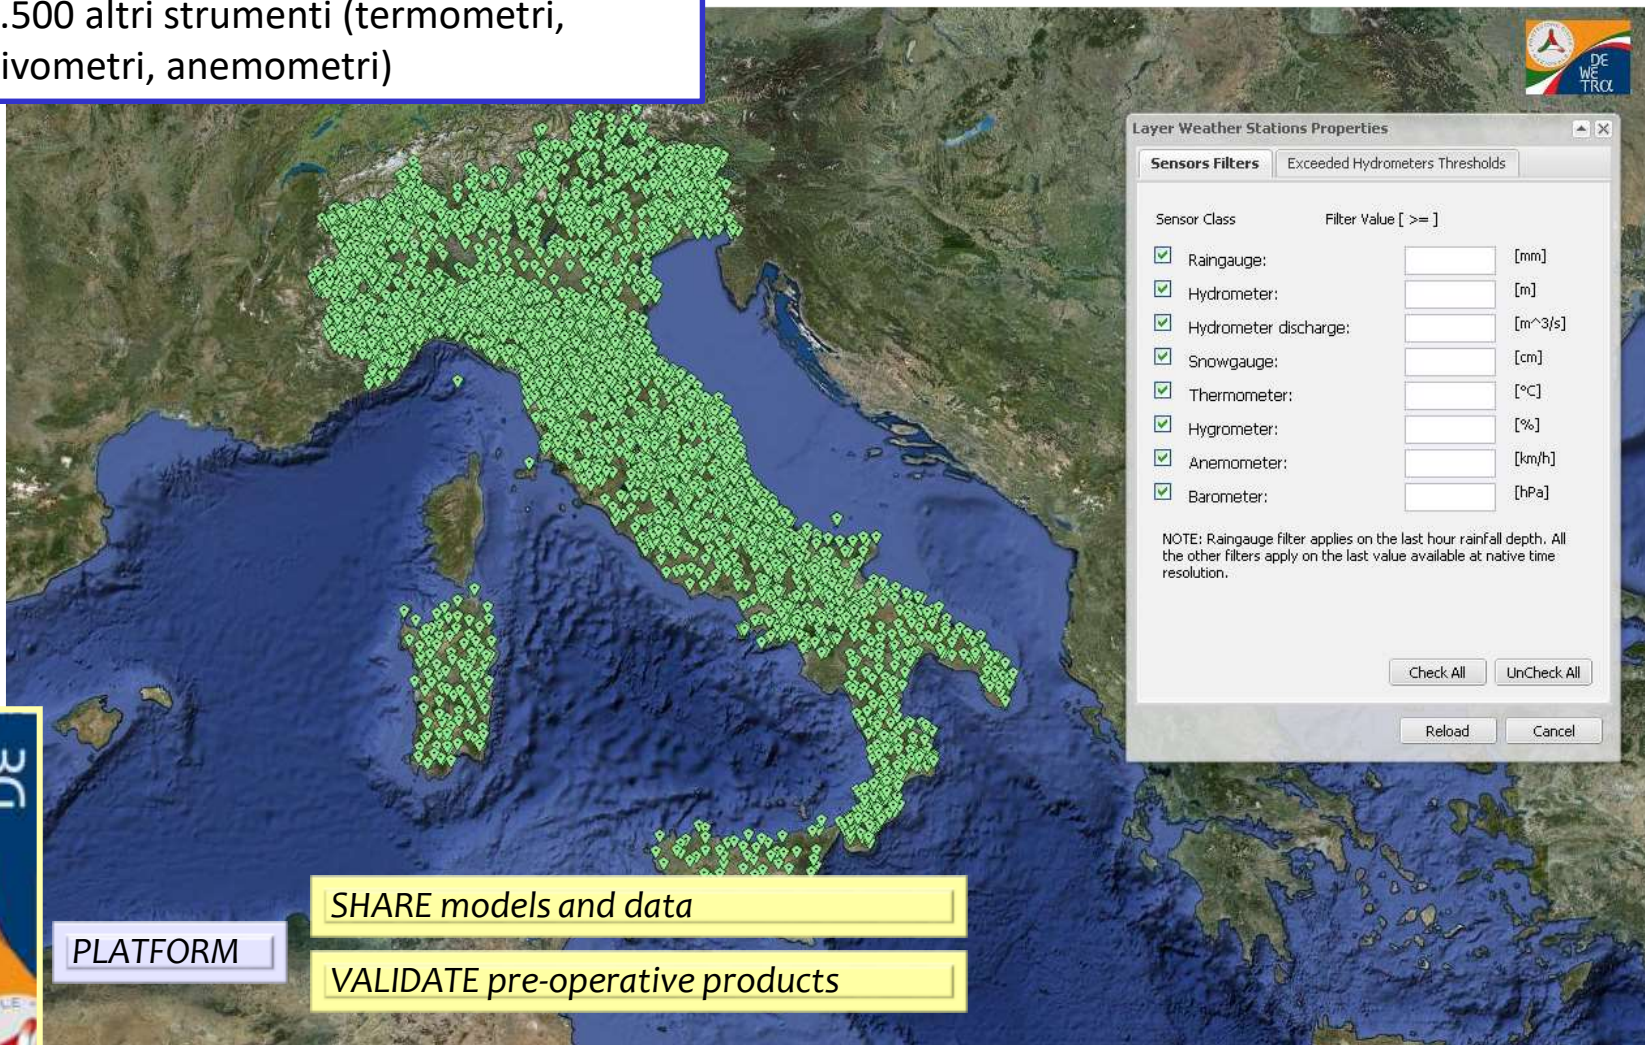 .500 altri strumenti (termometri,
ivometri, anemometri)
DE
WE
TRα
Layer Weather Stations Properties
Sensors Filters
Exceeded Hydrometers Thresholds
Sensor Class Filter Value [ >= ]
Raingauge: [mm]
Hydrometer: [m]
Hydrometer discharge: [m^3/s]
Snowgauge: [cm]
Thermometer: [°C]
Hygrometer: [%]
Anemometer: [km/h]
Barometer: [hPa]
NOTE: Raingauge filter applies on the last hour rainfall depth. All
the other filters apply on the last value available at native time
resolution.
Check All UnCheck All
Reload Cancel
SHARE models and data
PLATFORM
VALIDATE pre-operative products